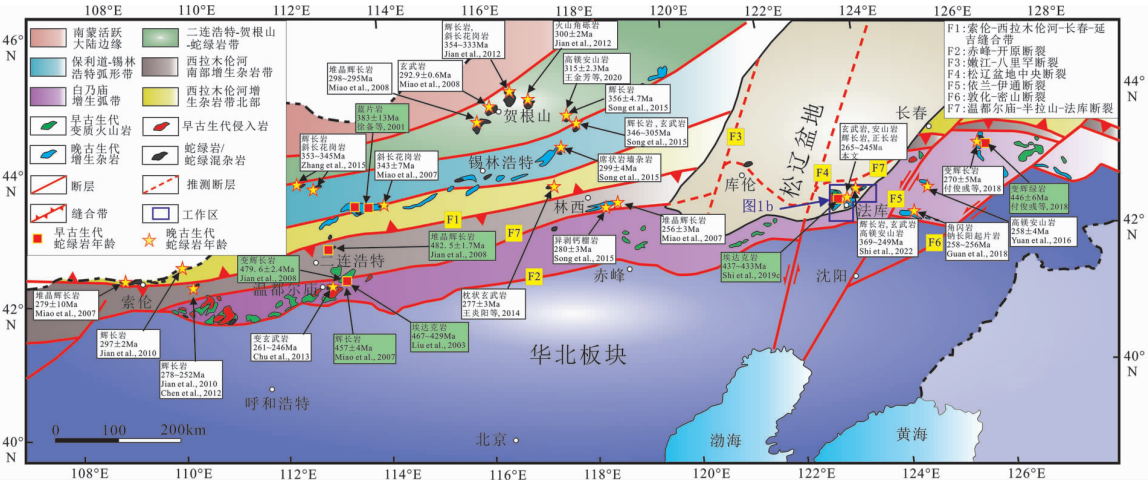 108°E
110°E
112°E
114°E
116°E
118°E
120°E
122°E
124°E
126°E
128°E
46°
N
44°
N
42°
N
40°
N
南蒙活跃
大陆边缘
二连浩特-贺根山
-蛇绿岩带
保利道-锡林
浩特弧形带
西拉木伦河
南部增生杂岩带
白乃庙
增生弧带
西拉木伦河增
生杂岩带北部
早古生代
变质火山岩
早古生代侵入岩
晚古生代
增生杂岩
蛇绿岩/
蛇绿混杂岩
断层
推测断层
缝合带
工作区
早古生代
蛇绿岩年龄
晚古生代
蛇绿岩年龄
F1:索伦-西拉木伦河-长春-延
吉缝合带
F2:赤峰-开原断裂
F3:嫩江-八里罕断裂
F4:松辽盆地中央断裂
F5:依兰-伊通断裂
F6:敦化-密山断裂
F7:温都尔庙-半拉山-法库断裂
辉长岩,
斜长花岗岩
354~333Ma
Jian et al., 2012
火山角砾岩
300±2Ma
Jian et al., 2012
玄武岩
292.9±0.6Ma
Miao et al., 2008
堆晶辉长岩
298~295Ma
Miao et al., 2008
高镁安山岩
315±2.3Ma
王金芳等, 2020
辉长岩
356±4.7Ma
Song et al., 2015
辉长岩, 玄武岩
346~305Ma
Song et al., 2015
蓝片岩
383±13Ma
徐备等, 2001
辉长岩
斜长花岗岩
353~345Ma
Zhang et al., 2015
斜长花岗岩
343±7Ma
Miao et al., 2007
席状岩墙杂岩
299±4Ma
Song et al., 2015
贺根山
锡林浩特
林西
库伦
松辽盆地
长春
法库
沈阳
赤峰
二连浩特
温都尔庙
索伦
呼和浩特
北京
华北板块
渤海
黄海
图1b
F1
F2
F3
F4
F5
F6
F7
F7
玄武岩, 安山岩
辉长岩, 正长岩
265~245Ma
本文
变辉长岩
270±5Ma
付俊彧等, 2018
变辉绿岩
446±6Ma
付俊彧等, 2018
高镁安山岩
258±4Ma
Yuan et al., 2016
角闪岩
钠长阳起片岩
258~256Ma
Guan et al., 2018
辉长岩, 玄武岩
高镁安山岩
369~249Ma
Shi et al., 2022
埃达克岩
437~433Ma
Shi et al., 2019c
堆晶辉长岩
256±3Ma
Miao et al., 2007
异剥钙榴岩
280±3Ma
Song et al., 2015
枕状玄武岩
277±3Ma
王炎阳等, 2014
堆晶辉长岩
482.5±1.7Ma
Jian et al., 2008
变辉长岩
479.6±2.4Ma
Jian et al., 2008
堆晶辉长岩
279±10Ma
Miao et al., 2007
辉长岩
297±2Ma
Jian et al., 2010
辉长岩
278~252Ma
Jian et al., 2010
Chen et al., 2012
变玄武岩
261~246Ma
Chu et al., 2013
辉长岩
457±4Ma
Miao et al., 2007
埃达克岩
467~429Ma
Liu et al., 2003
0
100
200km
108°E
110°E
112°E
114°E
116°E
118°E
120°E
122°E
124°E
126°E
44°
N
42°
N
40°
N